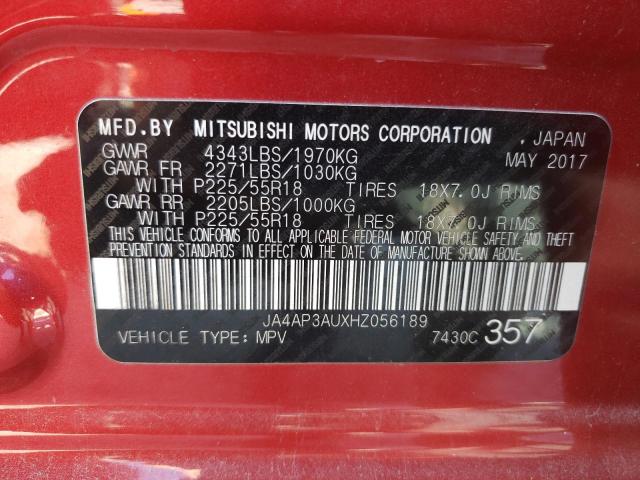 MFD.BY MITSUBISHI MOTORS CORPORATION , JAPAN
GVWR 4343LBS/1970KG MAY 2017
GAWR FR 2271LBS/1030KG
WITH P225/55R18 TIRES 18X7.0J RIMS
GAWR RR 2205LBS/1000KG
WITH P225/55R18 TIRES 18X7.0J RIMS
THIS VEHICLE CONFORMS TO ALL APPLICABLE FEDERAL MOTOR VEHICLE SAFETY AND THEFT
PREVENTION STANDARDS IN EFFECT ON THE DATE OF MANUFACTURE SHOWN ABOVE.
JA4AP3AUXHZ056189
VEHICLE TYPE: MPV 7430C 357